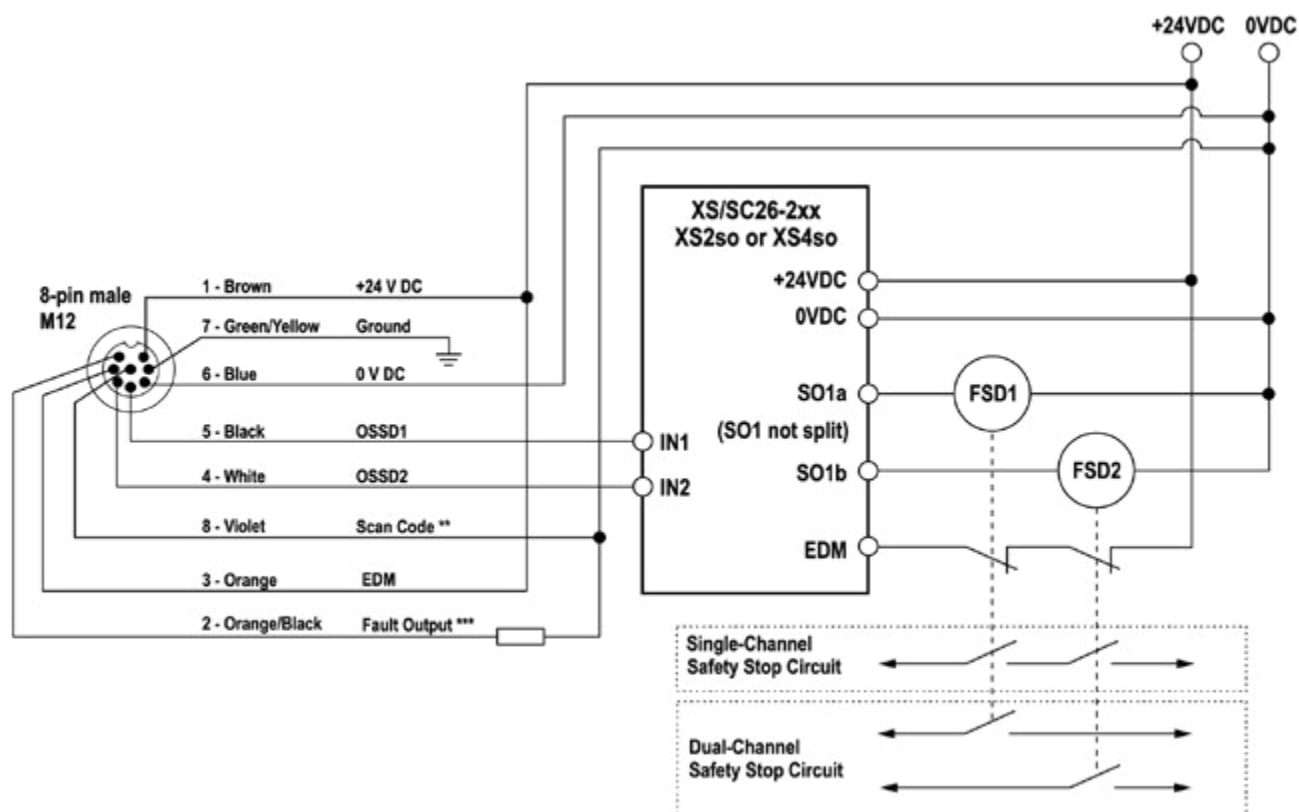 +24VDC 0VDC
XS/SC26-2xx
XS2so or XS4so
+24VDC
0VDC
SO1a
(SO1 not split)
SO1b
EDM
IN1
IN2
FSD1
FSD2
8-pin male
M12
1 - Brown +24 V DC
7 - Green/Yellow Ground
6 - Blue 0 V DC
5 - Black OSSD1
4 - White OSSD2
8 - Violet Scan Code **
3 - Orange EDM
2 - Orange/Black Fault Output ***
Single-Channel
Safety Stop Circuit
Dual-Channel
Safety Stop Circuit